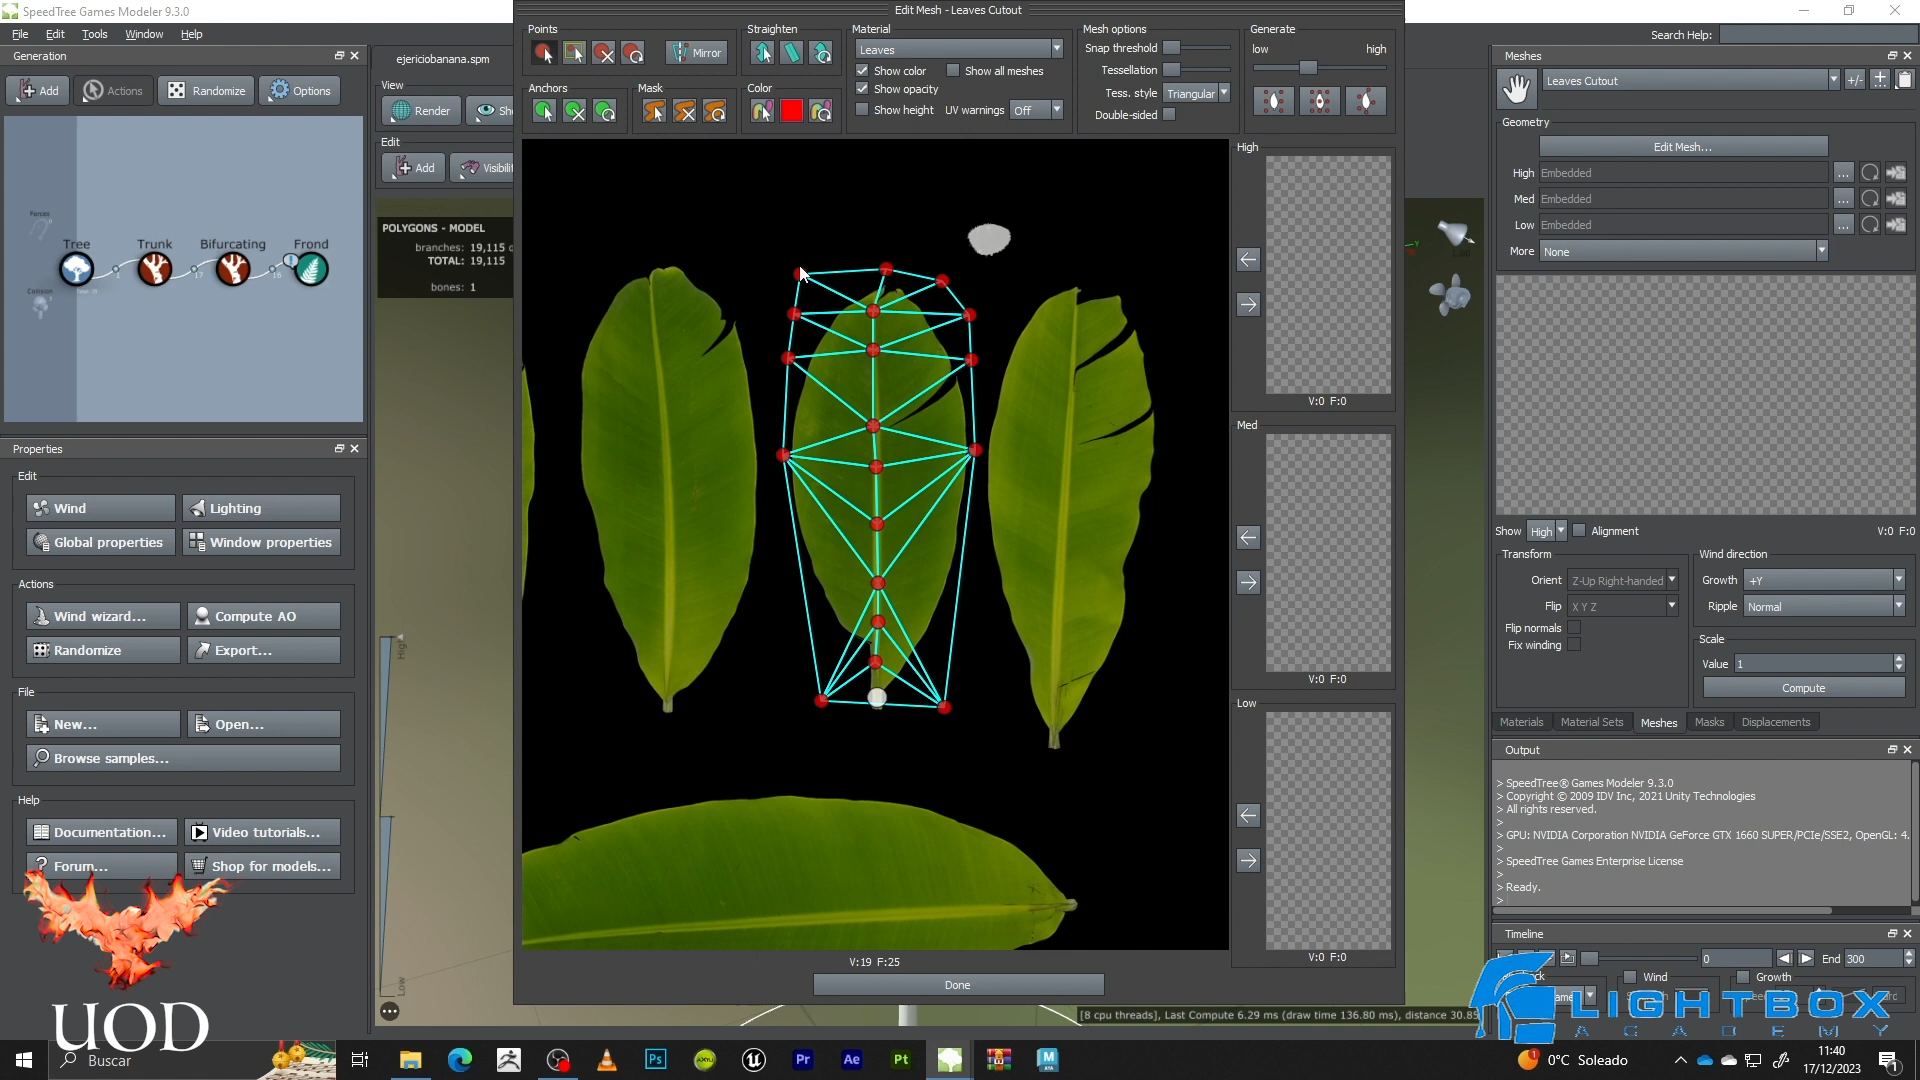 SpeedTree Games Modeler 9.3.0
File Edit Tools Window Help
Generation
Add Actions Randomize Options
Tree Trunk Bifurcating Frond
Properties
Edit
Wind Lighting
Global properties Window properties
Actions
Wind wizard... Compute AO
Randomize Export...
File
New... Open...
Browse samples...
Help
Documentation... Video tutorials...
Forum... Shop for models...
UOD
ejericiobanana.spm
View
Render
Edit
Add
POLYGONS - MODEL
branches: 19,115
TOTAL: 19,115
bones: 1
High
Low
Edit Mesh - Leaves Cutout
Points
Mirror
Straighten
Anchors
Mask
Color
Material
Leaves
Show color Show all meshes
Show opacity
Show height UV warnings Off
Mesh options
Snap threshold
Tessellation
Tess. style Triangular
Double-sided
Generate
low high
High
V:0 F:0
Med
V:0 F:0
Low
V:0 F:0
V:19 F:25
Done
[8 cpu threads], Last Compute 6.29 ms (draw time 136.80 ms), distance 30.85
Search Help:
Meshes
Leaves Cutout +/-
Geometry
Edit Mesh...
High Embedded ...
Med Embedded ...
Low Embedded ...
More None
Show High Alignment V:0 F:0
Transform
Orient Z-Up Right-handed
Flip X Y Z
Flip normals
Fix winding
Wind direction
Growth +Y
Ripple Normal
Scale
Value 1
Compute
Materials Material Sets Meshes Masks Displacements
Output
> SpeedTree® Games Modeler 9.3.0
> Copyright © 2009 IDV Inc, 2021 Unity Technologies
> All rights reserved.
>
> GPU: NVIDIA Corporation NVIDIA GeForce GTX 1660 SUPER/PCIe/SSE2, OpenGL: 4.
>
> SpeedTree Games Enterprise License
>
> Ready.
>
Timeline
0 End 300
Wind Growth
LIGHTBOX
ACADEMY
Buscar
Ps Pr Ae Pt M
0°C Soleado
11:40
17/12/2023
1